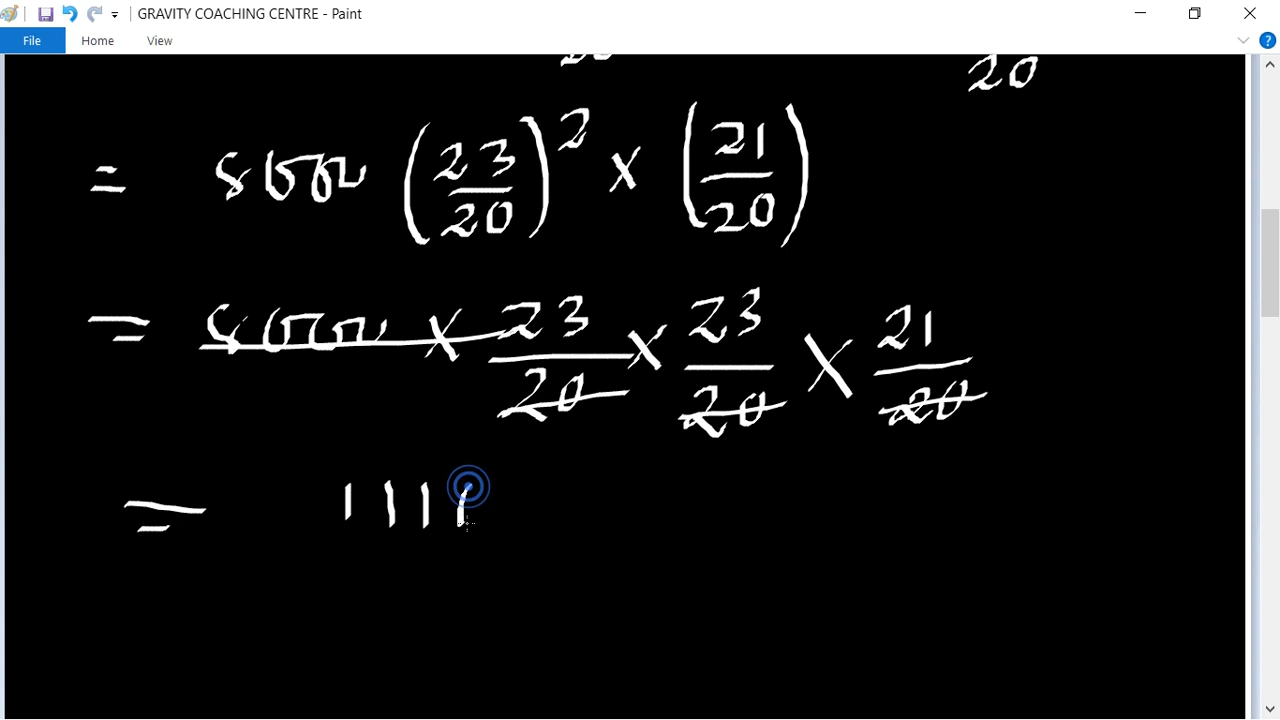 GRAVITY COACHING CENTRE - Paint
File Home View
20
= 8000 (23/20)² × (21/20)
= 8000 × 23/20 × 23/20 × 21/20
= 1111